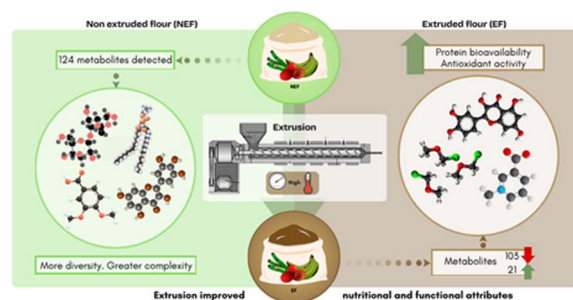 Non extruded flour (NEF)
Extruded flour (EF)
124 metabolites detected
NEF
Protein bioavailability
Antioxidant activity
Extrusion
High
More diversity. Greater complexity
EF
Metabolites
103
21
Extrusion improved nutritional and functional attributes